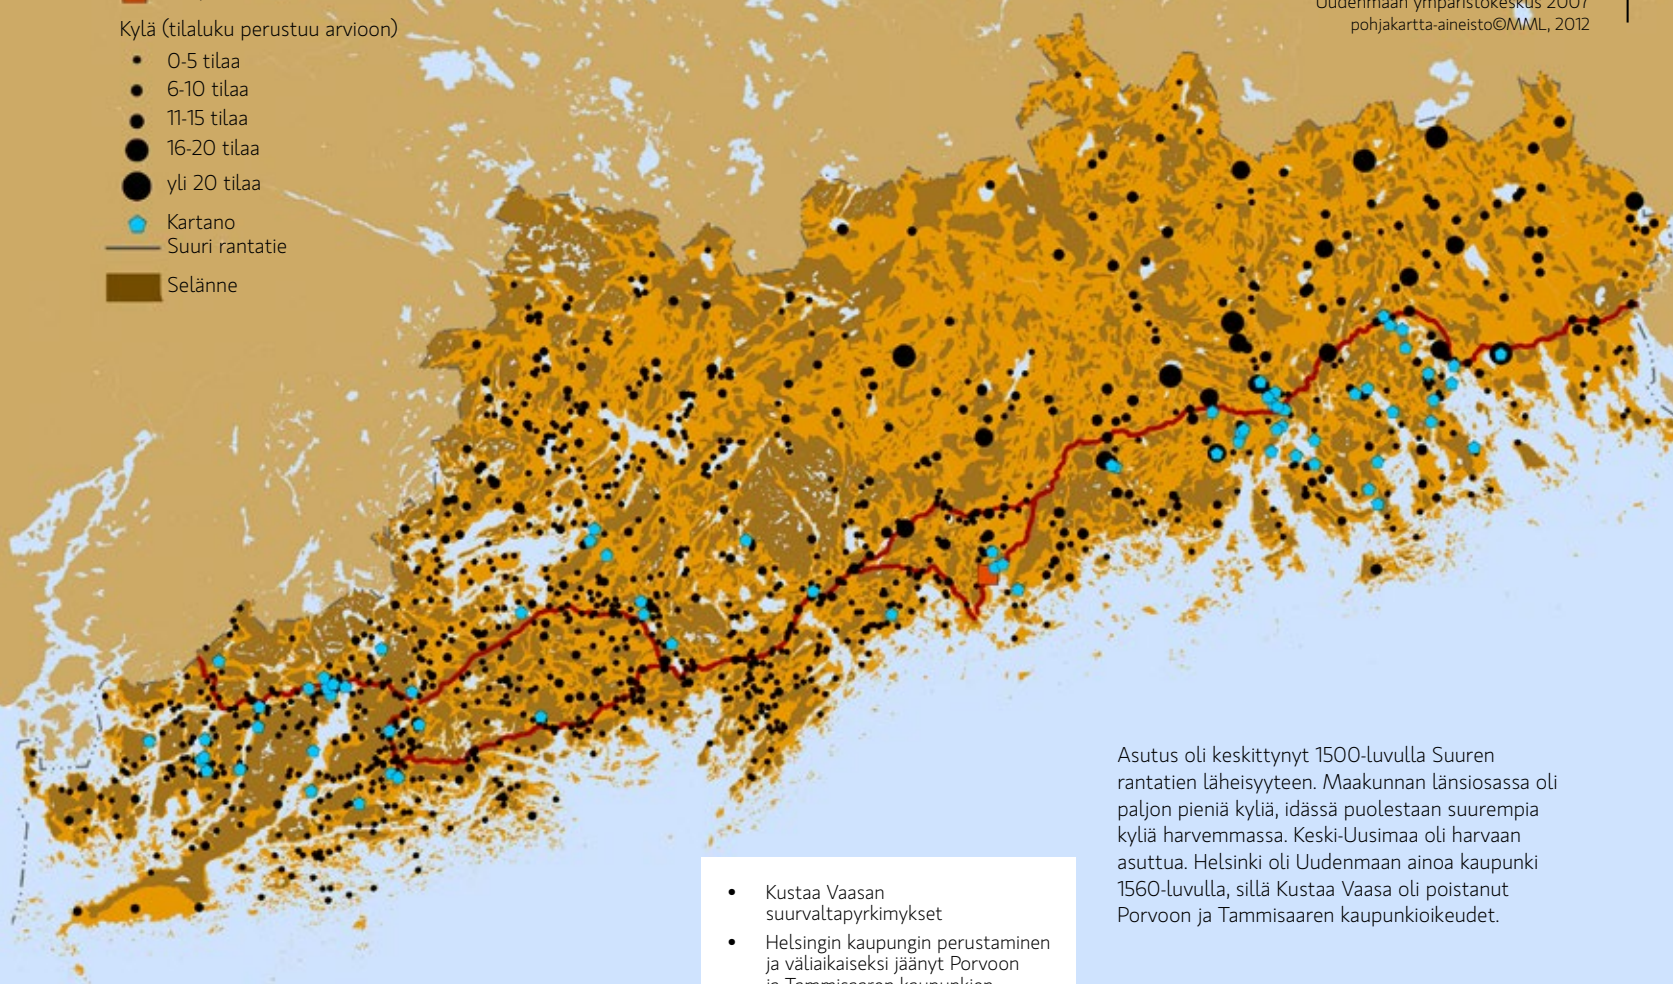 Kylä (tilaluku perustuu arvioon)
0-5 tilaa
6-10 tilaa
11-15 tilaa
16-20 tilaa
yli 20 tilaa
Kartano
Suuri rantatie
Selänne
Uudenmaan ympäristökeskus 2007
pohjakartta-aineisto©MML, 2012
Asutus oli keskittynyt 1500-luvulla Suuren
rantatien läheisyyteen. Maakunnan länsiosassa oli
paljon pieniä kyliä, idässä puolestaan suurempia
kyliä harvemmassa. Keski-Uusimaa oli harvaan
asuttua. Helsinki oli Uudenmaan ainoa kaupunki
1560-luvulla, sillä Kustaa Vaasa oli poistanut
Porvoon ja Tammisaaren kaupunkioikeudet.
• Kustaa Vaasan
suurvaltapyrkimykset
• Helsingin kaupungin perustaminen
ja väliaikaiseksi jäänyt Porvoon
ja Tammisaaren kaupunkien